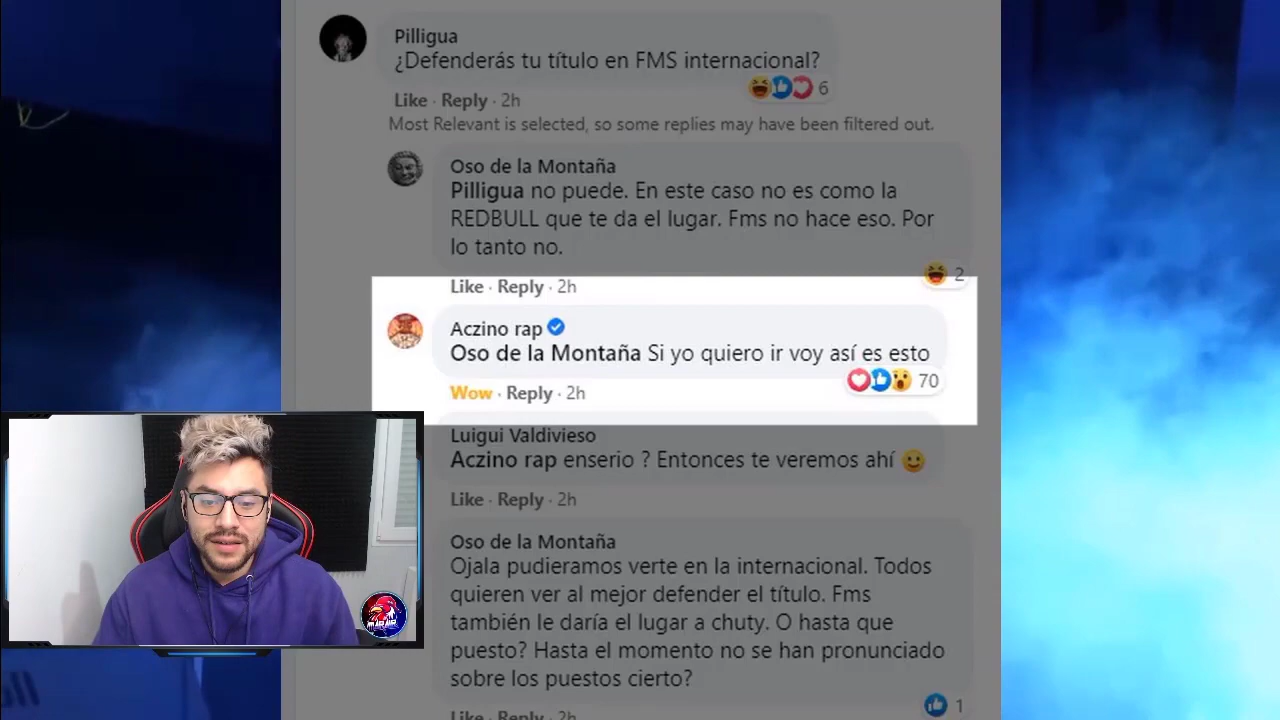 Pilligua
¿Defenderás tu título en FMS internacional?
6
Like · Reply · 2h
Most Relevant is selected, so some replies may have been filtered out.
Oso de la Montaña
Pilligua no puede. En este caso no es como la
REDBULL que te da el lugar. Fms no hace eso. Por
lo tanto no.
2
Like · Reply · 2h
Aczino rap
Oso de la Montaña Si yo quiero ir voy así es esto
70
Wow · Reply · 2h
Luigui Valdivieso
Aczino rap enserio ? Entonces te veremos ahí
Like · Reply · 2h
Oso de la Montaña
Ojala pudieramos verte en la internacional. Todos
quieren ver al mejor defender el título. Fms
también le daría el lugar a chuty. O hasta que
puesto? Hasta el momento no se han pronunciado
sobre los puestos cierto?
1
Like · Reply · 2h